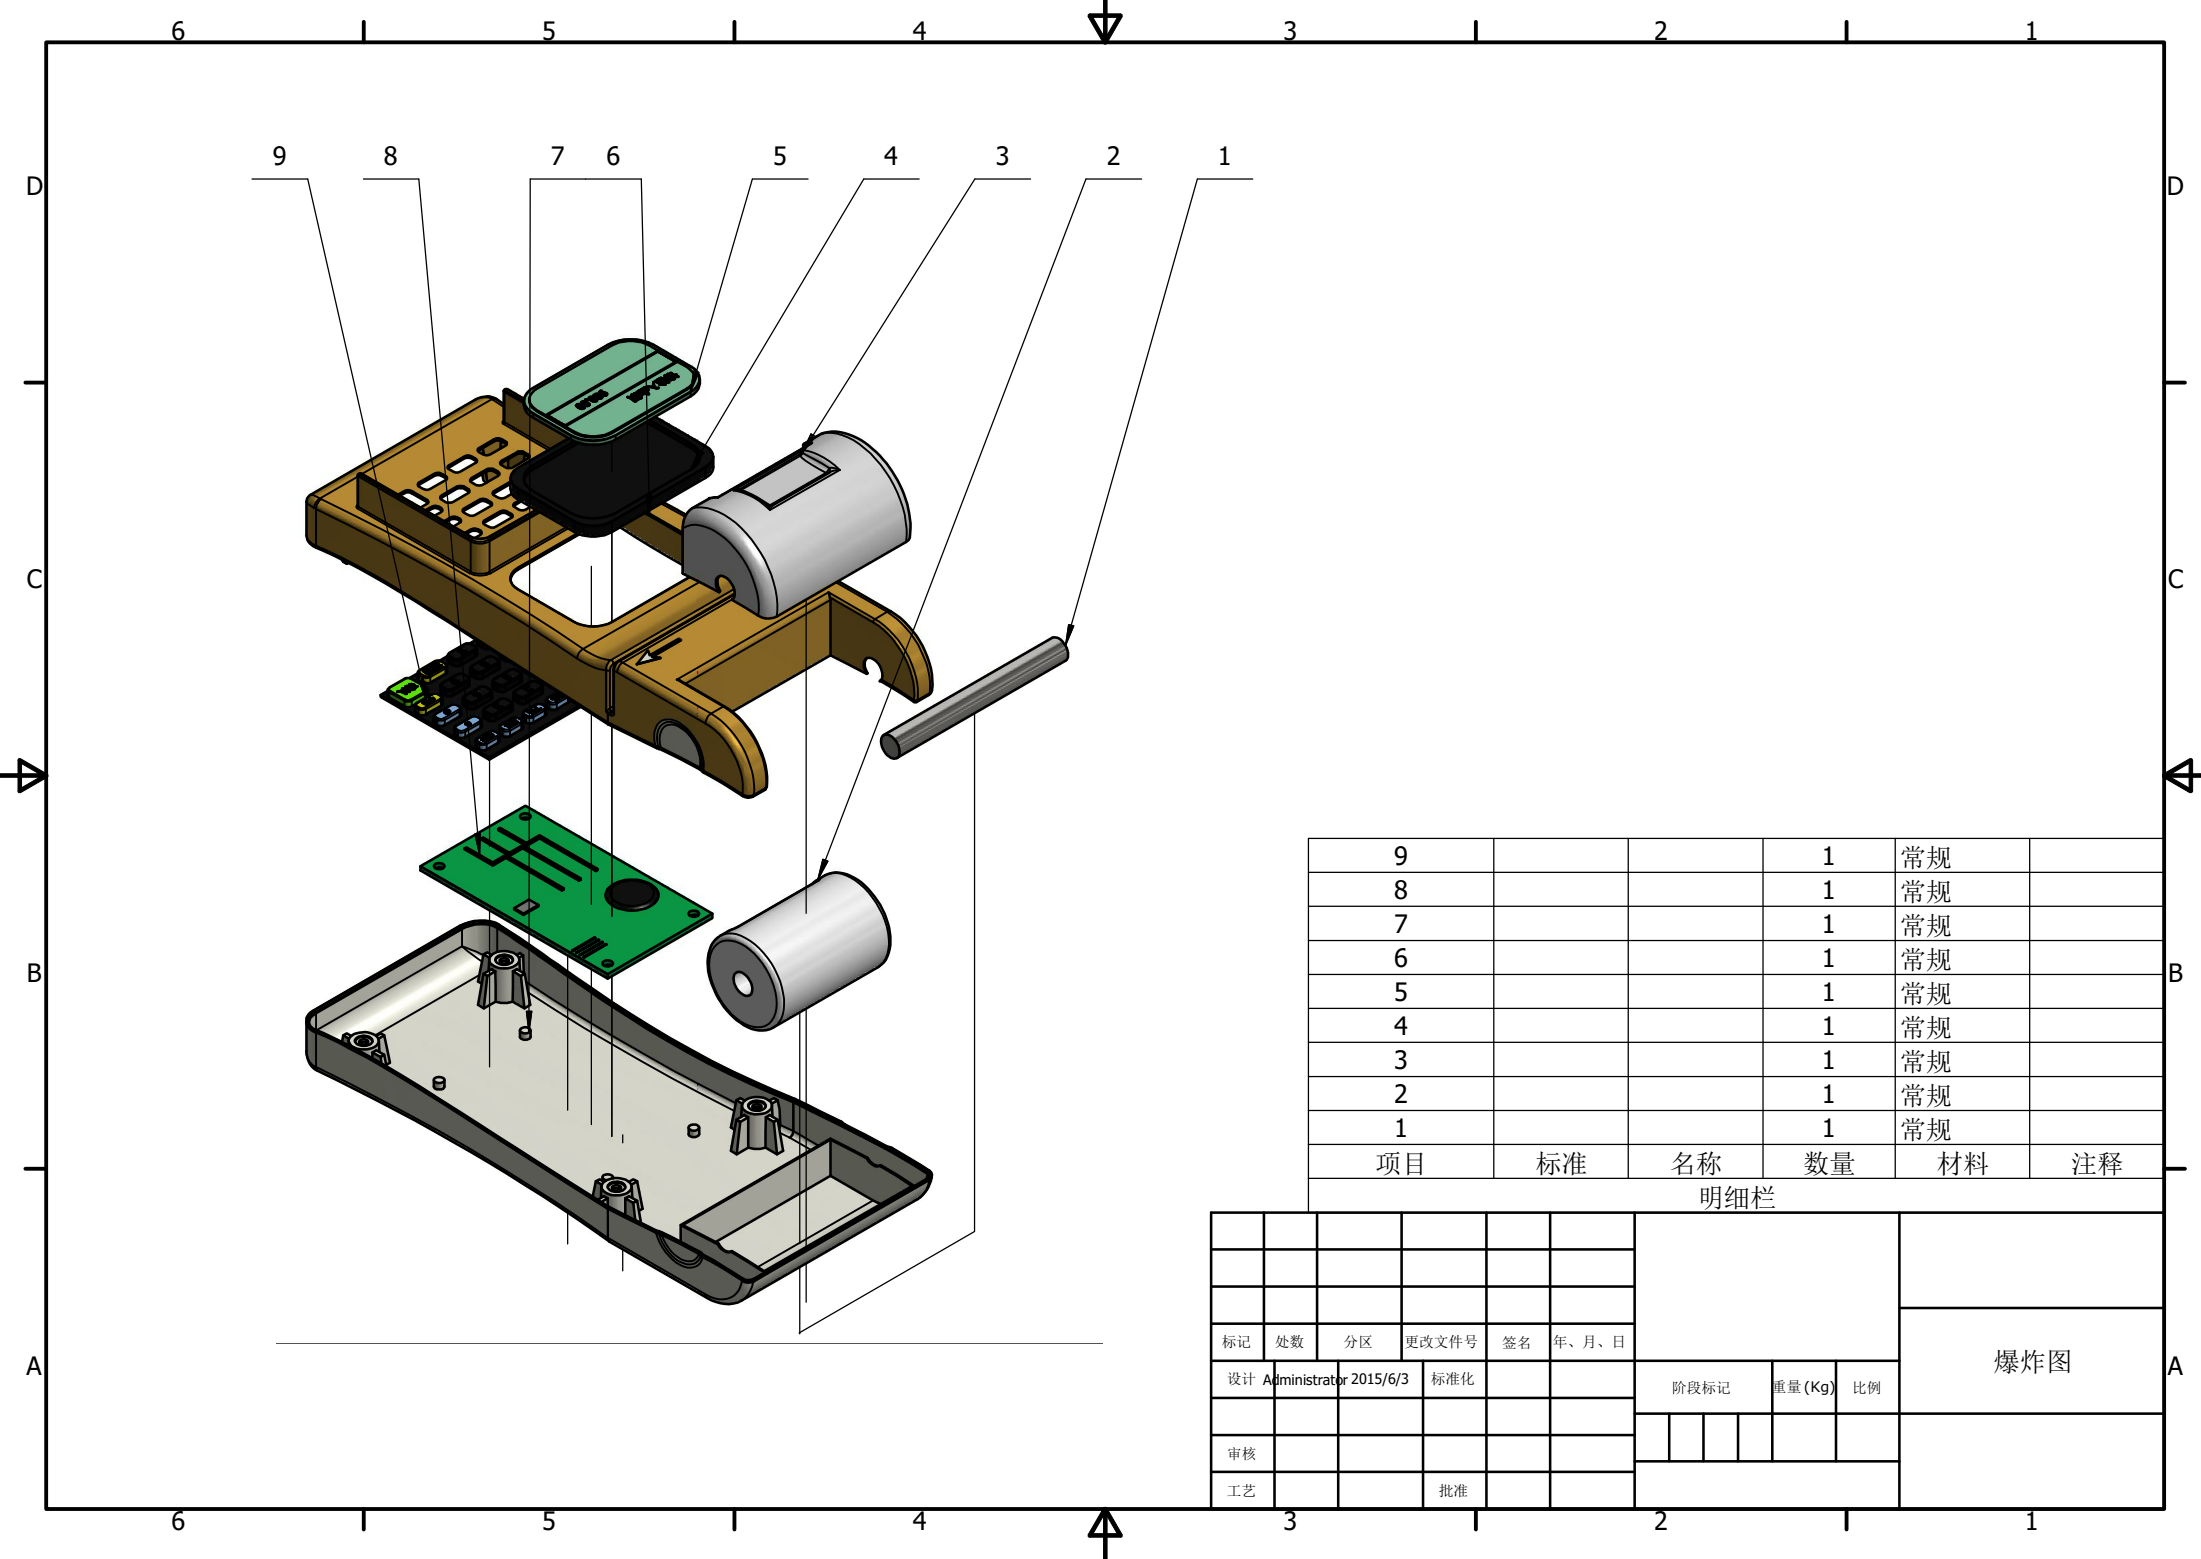 6 5 4 3 2 1
9 8 7 6 5 4 3 2 1
D D
C C
B B
A A
9 1 常规
8 1 常规
7 1 常规
6 1 常规
5 1 常规
4 1 常规
3 1 常规
2 1 常规
1 1 常规
项目 标准 名称 数量 材料 注释
明细栏
标记 处数 分区 更改文件号 签名 年、月、日
设计 Administrator 2015/6/3 标准化
阶段标记 重量(Kg) 比例
爆炸图
审核
工艺 批准
6 5 4 3 2 1